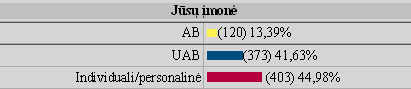 Jūsų įmonė
AB (120) 13,39%
UAB (373) 41,63%
Individuali/personalinė (403) 44,98%